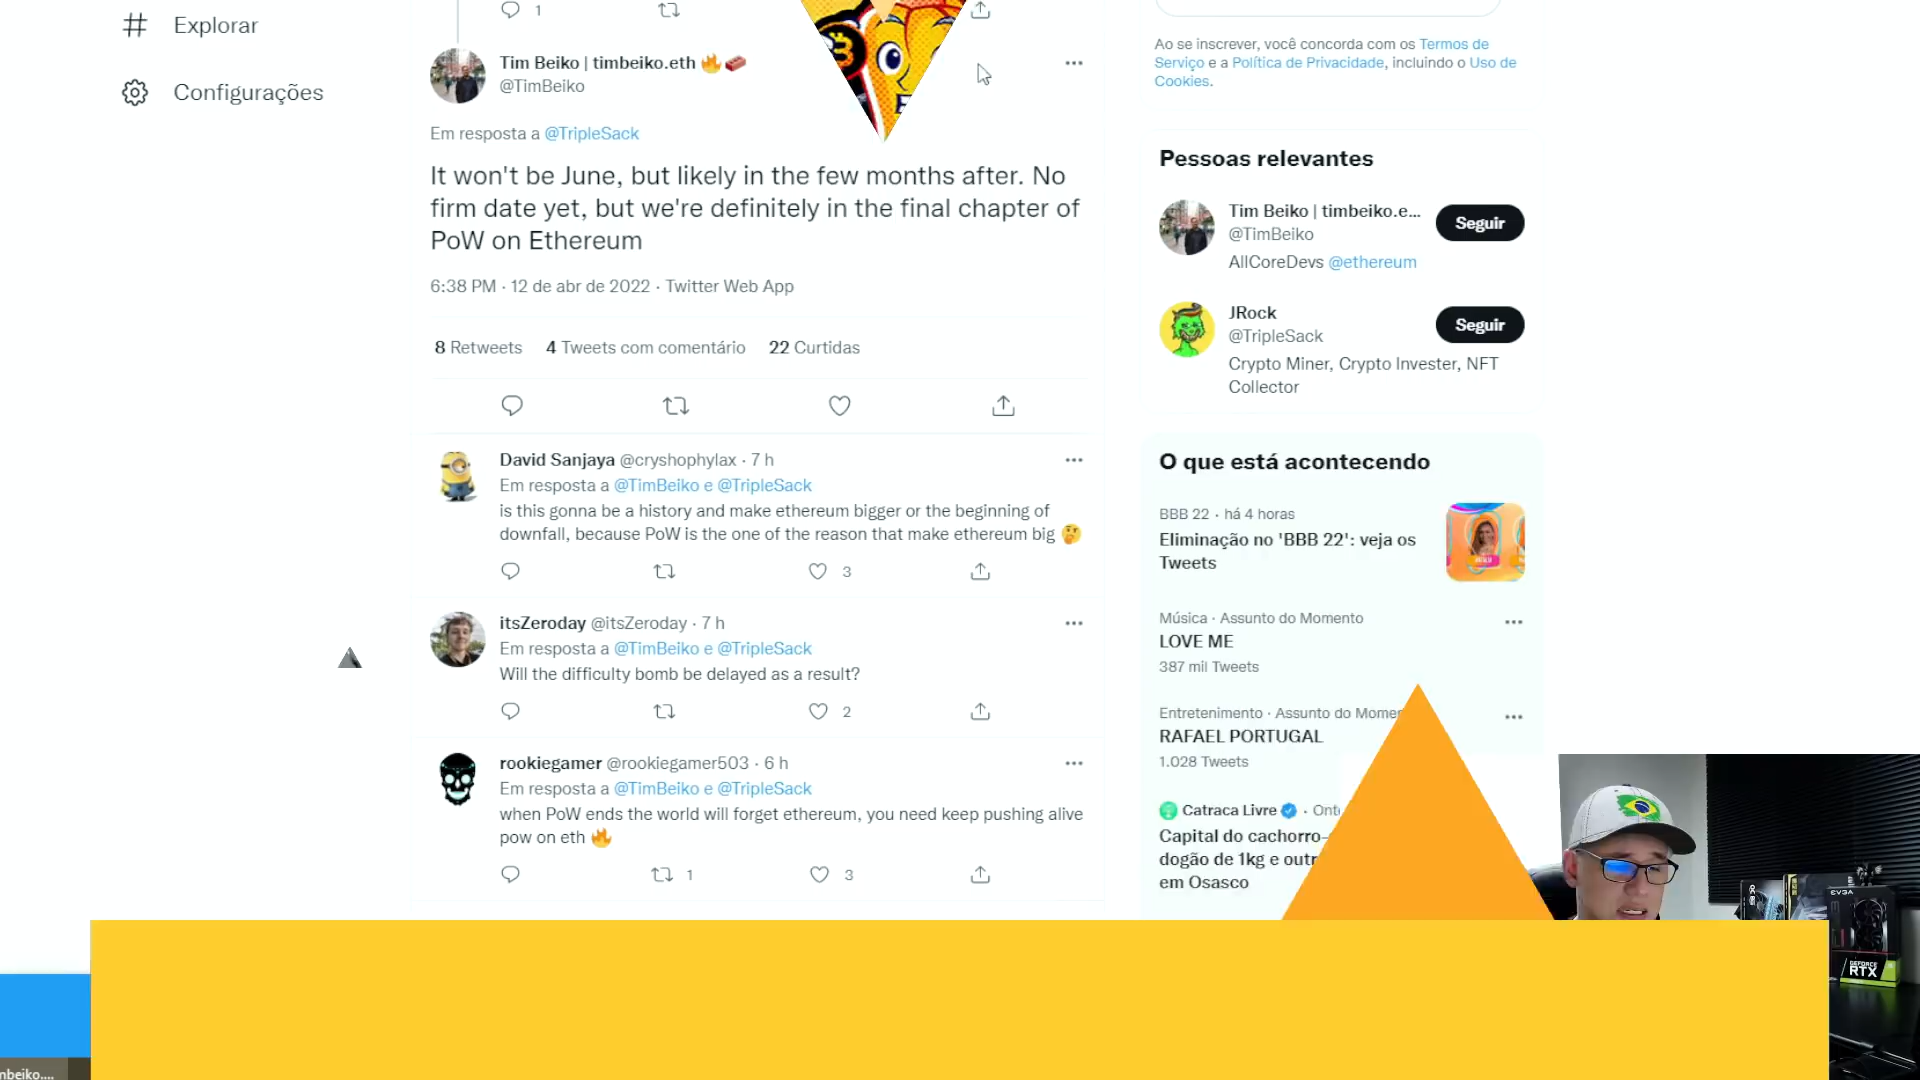 Explorar
Configurações
1
Tim Beiko | timbeiko.eth 🔥
@TimBeiko
Em resposta a @TripleSack
It won't be June, but likely in the few months after. No
firm date yet, but we're definitely in the final chapter of
PoW on Ethereum
6:38 PM · 12 de abr de 2022 · Twitter Web App
8 Retweets 4 Tweets com comentário 22 Curtidas
David Sanjaya @cryshophylax · 7 h
Em resposta a @TimBeiko e @TripleSack
is this gonna be a history and make ethereum bigger or the beginning of
downfall, because PoW is the one of the reason that make ethereum big 🤔
3
itsZeroday @itsZeroday · 7 h
Em resposta a @TimBeiko e @TripleSack
Will the difficulty bomb be delayed as a result?
2
rookiegamer @rookiegamer503 · 6 h
Em resposta a @TimBeiko e @TripleSack
when PoW ends the world will forget ethereum, you need keep pushing alive
pow on eth 🔥
1 3
Ao se inscrever, você concorda com os Termos de
Serviço e a Política de Privacidade, incluindo o Uso de
Cookies.
Pessoas relevantes
Tim Beiko | timbeiko.e...
@TimBeiko
Seguir
AllCoreDevs @ethereum
JRock
@TripleSack
Seguir
Crypto Miner, Crypto Invester, NFT
Collector
O que está acontecendo
BBB 22 · há 4 horas
Eliminação no 'BBB 22': veja os
Tweets
Música · Assunto do Momento
LOVE ME
387 mil Tweets
Entretenimento · Assunto do Mome
RAFAEL PORTUGAL
1.028 Tweets
Catraca Livre · Ont
Capital do cachorro-
dogão de 1kg e outr
em Osasco
EVGA
GEFORCE
RTX
nbeiko....